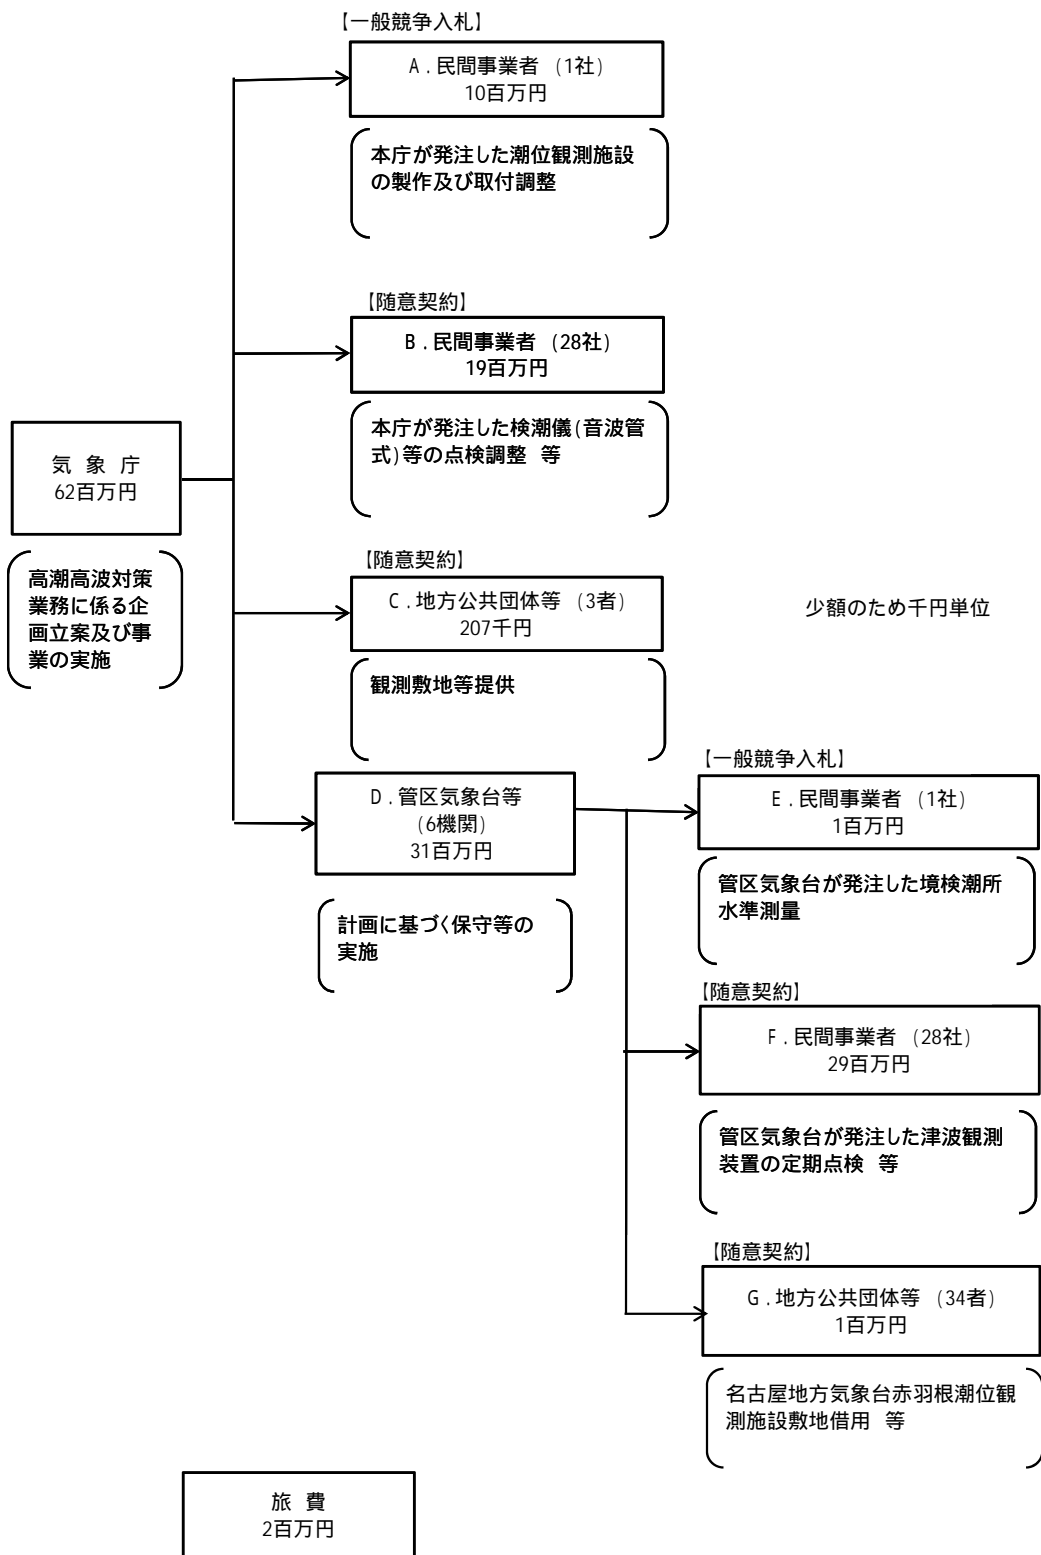 【一般競争入札】
A．民間事業者 (1社)
10百万円
本庁が発注した潮位観測施設
の製作及び取付調整
【随意契約】
B．民間事業者 (28社)
19百万円
本庁が発注した検潮儀(音波管
式)等の点検調整 等
気 象 庁
62百万円
高潮高波対策
業務に係る企
画立案及び事
業の実施
【随意契約】
C．地方公共団体等 (3者)
207千円
少額のため千円単位
観測敷地等提供
D．管区気象台等
(6機関)
31百万円
計画に基づく保守等の
実施
【一般競争入札】
E．民間事業者 (1社)
1百万円
管区気象台が発注した境検潮所
水準測量
【随意契約】
F．民間事業者 (28社)
29百万円
管区気象台が発注した津波観測
装置の定期点検 等
【随意契約】
G．地方公共団体等 (34者)
1百万円
名古屋地方気象台赤羽根潮位観
測施設敷地借用 等
旅 費
2百万円